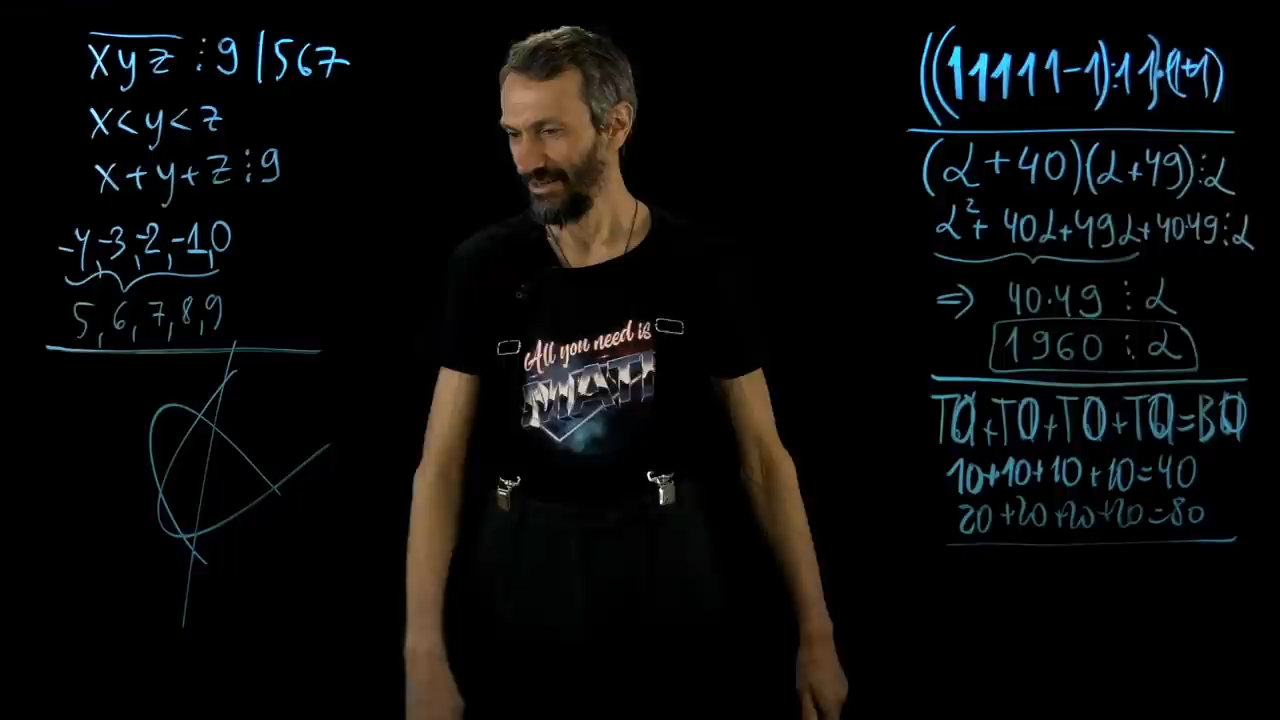 xyz ⋮ 9 | 567
x < y < z
x + y + z ⋮ 9
-4, -3, -2, -1, 0
5, 6, 7, 8, 9
All you need is
MATH
((11111-1):11)·(1+1)
(α + 40)(α + 49) ⋮ α
α² + 40α + 49α + 40·49 ⋮ α
=> 40·49 ⋮ α
1960 ⋮ α
TO + TO + TO + TO = BO
10+10+10+10=40
20+20+20+20=80